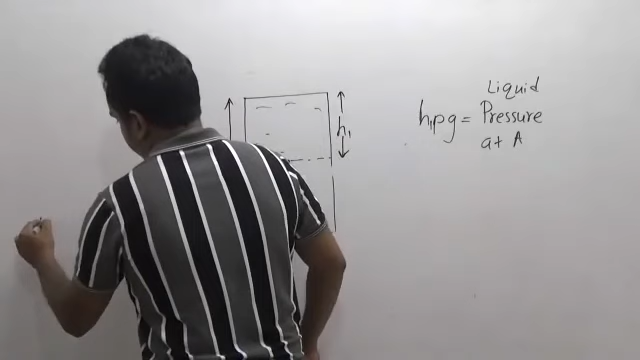 h₁
Liquid
h₁ρg = Pressure
at A